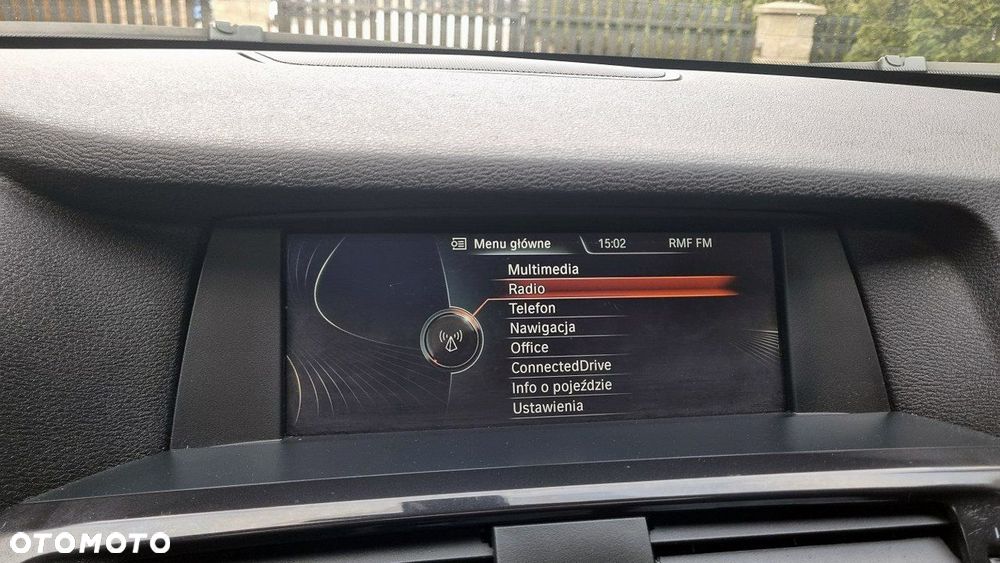 Menu główne 15:02 RMF FM
Multimedia
Radio
Telefon
Nawigacja
Office
ConnectedDrive
Info o pojeździe
Ustawienia
OTOMOTO